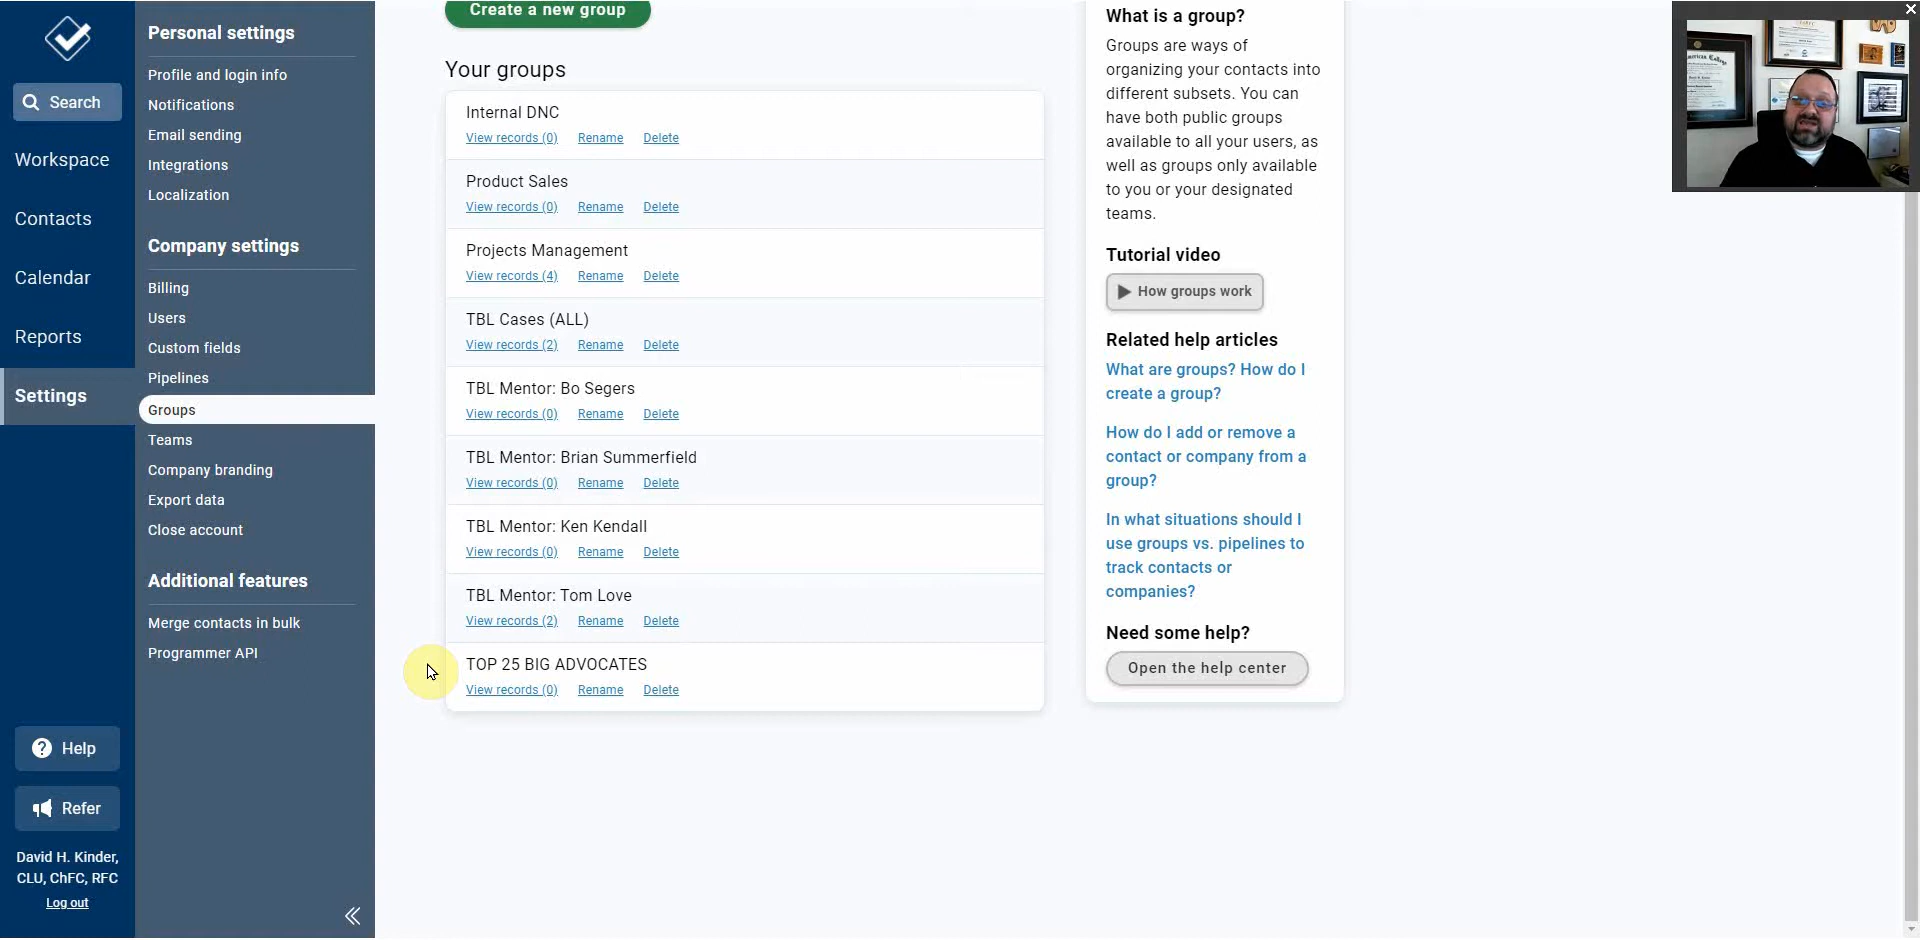 Search
Workspace
Contacts
Calendar
Reports
Settings
Help
Refer
David H. Kinder,
CLU, ChFC, RFC
Log out
Personal settings
Profile and login info
Notifications
Email sending
Integrations
Localization
Company settings
Billing
Users
Custom fields
Pipelines
Groups
Teams
Company branding
Export data
Close account
Additional features
Merge contacts in bulk
Programmer API
Create a new group
Your groups
Internal DNC
View records (0) Rename Delete
Product Sales
View records (0) Rename Delete
Projects Management
View records (4) Rename Delete
TBL Cases (ALL)
View records (2) Rename Delete
TBL Mentor: Bo Segers
View records (0) Rename Delete
TBL Mentor: Brian Summerfield
View records (0) Rename Delete
TBL Mentor: Ken Kendall
View records (0) Rename Delete
TBL Mentor: Tom Love
View records (2) Rename Delete
TOP 25 BIG ADVOCATES
View records (0) Rename Delete
What is a group?
Groups are ways of
organizing your contacts into
different subsets. You can
have both public groups
available to all your users, as
well as groups only available
to you or your designated
teams.
Tutorial video
How groups work
Related help articles
What are groups? How do I
create a group?
How do I add or remove a
contact or company from a
group?
In what situations should I
use groups vs. pipelines to
track contacts or
companies?
Need some help?
Open the help center